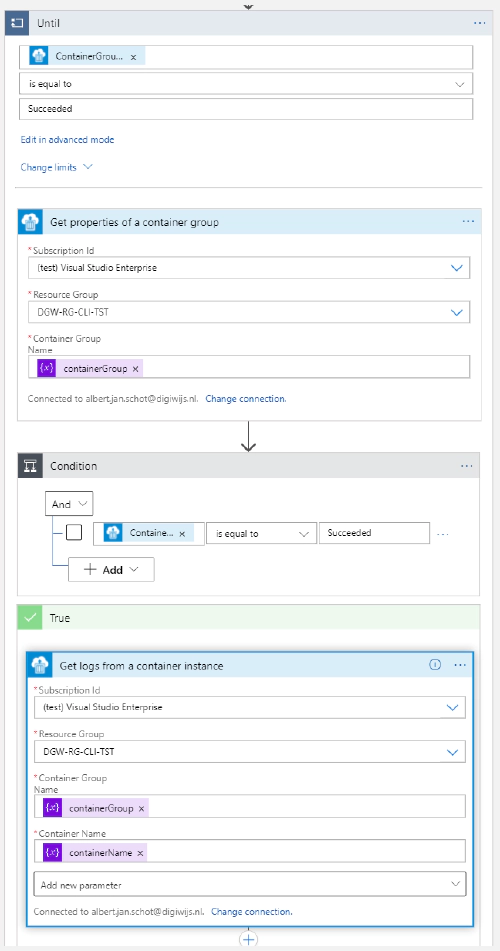 Until
ContainerGrou... ×
is equal to
Succeeded
Edit in advanced mode
Change limits
Get properties of a container group
* Subscription Id
(test) Visual Studio Enterprise
* Resource Group
DGW-RG-CLI-TST
* Container Group
Name
{x} containerGroup ×
Connected to albert.jan.schot@digiwijs.nl. Change connection.
Condition
And
Containe... × is equal to Succeeded ...
+ Add
True
Get logs from a container instance
* Subscription Id
(test) Visual Studio Enterprise
* Resource Group
DGW-RG-CLI-TST
* Container Group
Name
{x} containerGroup ×
* Container Name
{x} containerName ×
Add new parameter
Connected to albert.jan.schot@digiwijs.nl. Change connection.